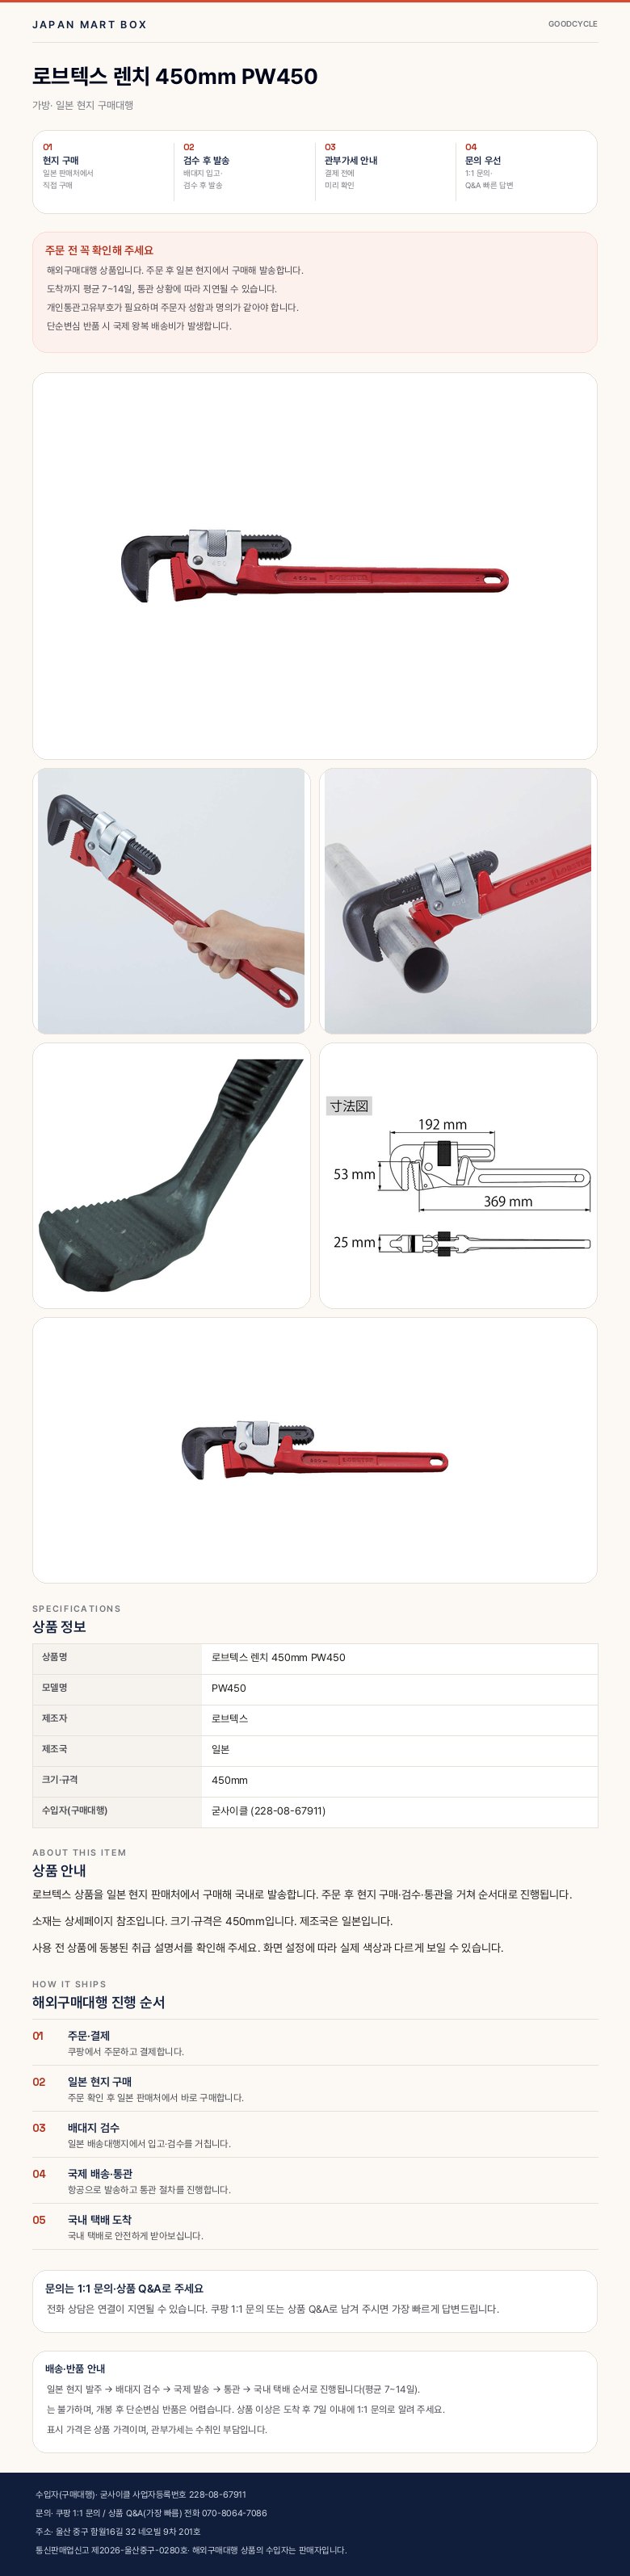 JAPAN MART BOX
GOODCYCLE
로브텍스 렌치 450mm PW450
가방· 일본 현지 구매대행
01
현지 구매
일본 판매처에서
직접 구매
02
검수 후 발송
배대지 입고·
검수 후 발송
03
관부가세 안내
결제 전에
미리 확인
04
문의 우선
1:1 문의·
Q&A 빠른 답변
주문 전 꼭 확인해 주세요
해외구매대행 상품입니다. 주문 후 일본 현지에서 구매해 발송합니다.
도착까지 평균 7~14일, 통관 상황에 따라 지연될 수 있습니다.
개인통관고유부호가 필요하며 주문자 성함과 명의가 같아야 합니다.
단순변심 반품 시 국제 왕복 배송비가 발생합니다.
寸法図
192 mm
53 mm
369 mm
25 mm
SPECIFICATIONS
상품 정보
상품명
로브텍스 렌치 450mm PW450
모델명
PW450
제조자
로브텍스
제조국
일본
크기·규격
450mm
수입자(구매대행)
굳사이클 (228-08-67911)
ABOUT THIS ITEM
상품 안내
로브텍스 상품을 일본 현지 판매처에서 구매해 국내로 발송합니다. 주문 후 현지 구매·검수·통관을 거쳐 순서대로 진행됩니다.
소재는 상세페이지 참조입니다. 크기·규격은 450mm입니다. 제조국은 일본입니다.
사용 전 상품에 동봉된 취급 설명서를 확인해 주세요. 화면 설정에 따라 실제 색상과 다르게 보일 수 있습니다.
HOW IT SHIPS
해외구매대행 진행 순서
01
주문·결제
쿠팡에서 주문하고 결제합니다.
02
일본 현지 구매
주문 확인 후 일본 판매처에서 바로 구매합니다.
03
배대지 검수
일본 배송대행지에서 입고·검수를 거칩니다.
04
국제 배송·통관
항공으로 발송하고 통관 절차를 진행합니다.
05
국내 택배 도착
국내 택배로 안전하게 받아보십니다.
문의는 1:1 문의·상품 Q&A로 주세요
전화 상담은 연결이 지연될 수 있습니다. 쿠팡 1:1 문의 또는 상품 Q&A로 남겨 주시면 가장 빠르게 답변드립니다.
배송·반품 안내
일본 현지 발주 → 배대지 검수 → 국제 발송 → 통관 → 국내 택배 순서로 진행됩니다(평균 7~14일).
는 불가하며, 개봉 후 단순변심 반품은 어렵습니다. 상품 이상은 도착 후 7일 이내에 1:1 문의로 알려 주세요.
표시 가격은 상품 가격이며, 관부가세는 수취인 부담입니다.
수입자(구매대행)· 굳사이클 사업자등록번호 228-08-67911
문의· 쿠팡 1:1 문의 / 상품 Q&A(가장 빠름) 전화 070-8064-7086
주소· 울산 중구 함월16길 32 네오빌 9차 201호
통신판매업신고 제2026-울산중구-0280호· 해외구매대행 상품의 수입자는 판매자입니다.